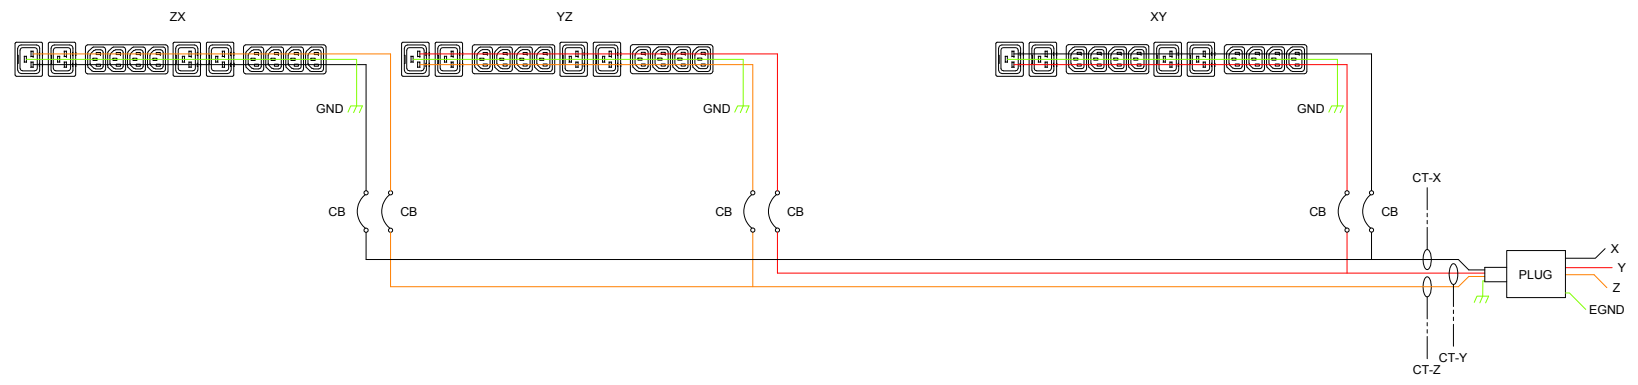 ZX
YZ
XY
GND
GND
GND
CT-X
CB
CB
CB
CB
CB
CB
X
PLUG
Y
Z
EGND
CT-Y
CT-Z